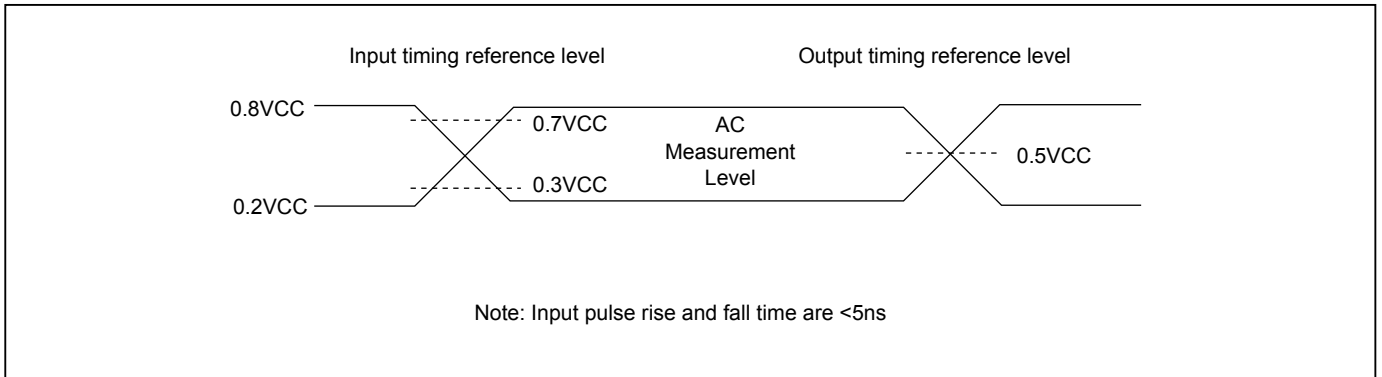 Input timing reference level
Output timing reference level
0.8VCC
0.7VCC
AC
Measurement
Level
0.5VCC
0.3VCC
0.2VCC
Note: Input pulse rise and fall time are <5ns